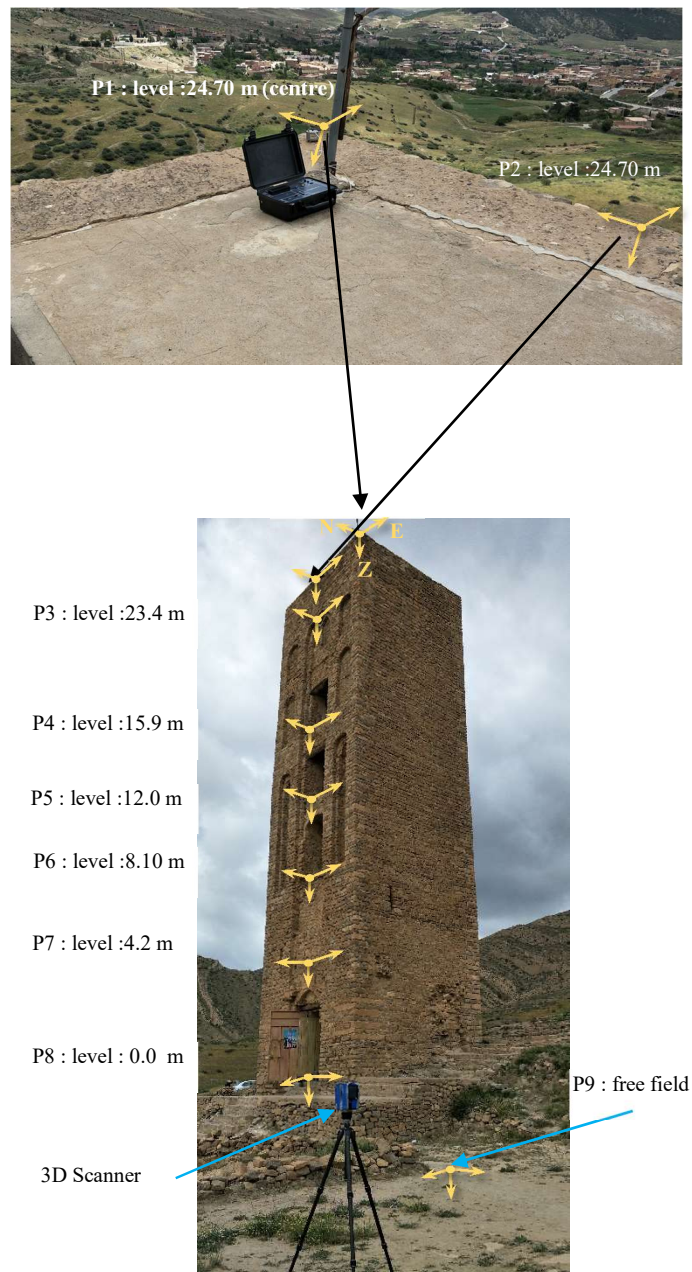 P1 : level :24.70 m (centre)
P2 : level :24.70 m
N
E
Z
P3 : level :23.4 m
P4 : level :15.9 m
P5 : level :12.0 m
P6 : level :8.10 m
P7 : level :4.2 m
P8 : level : 0.0 m
P9 : free field
3D Scanner